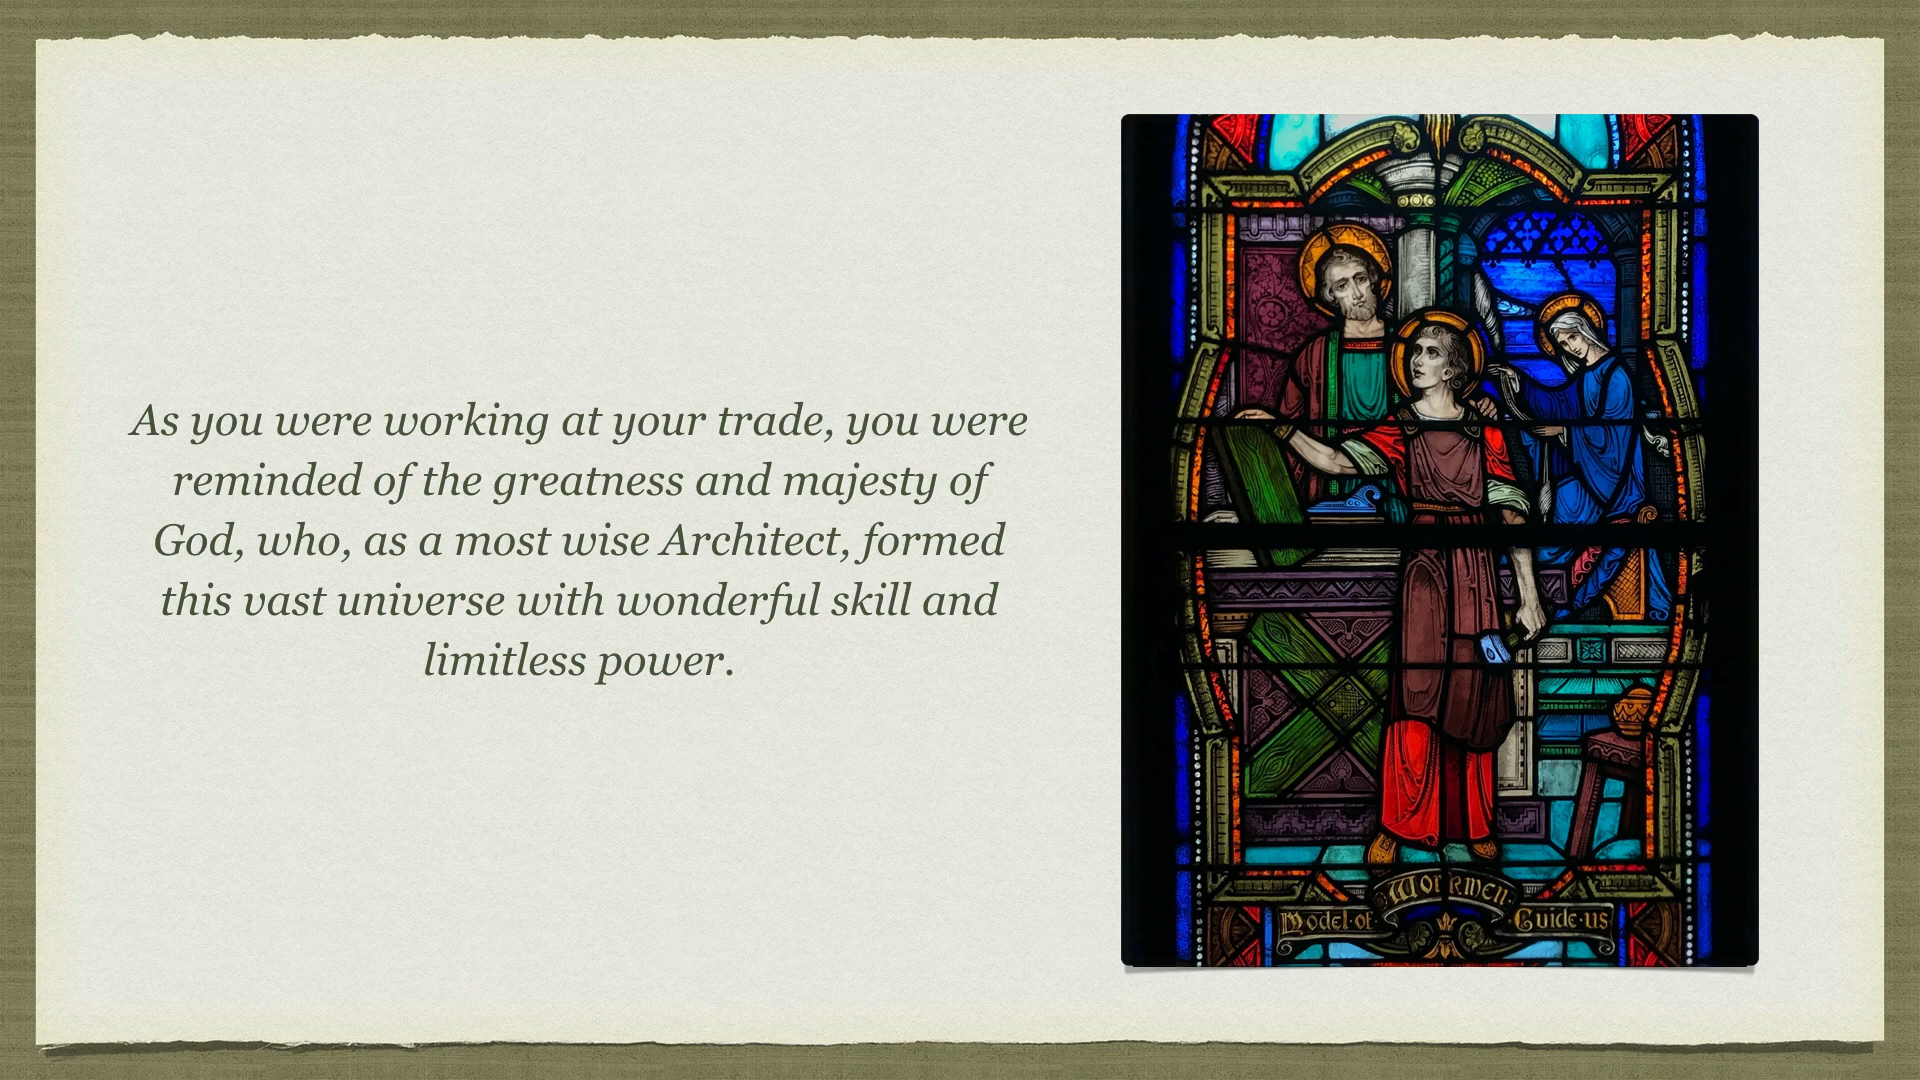 As you were working at your trade, you were
reminded of the greatness and majesty of
God, who, as a most wise Architect, formed
this vast universe with wonderful skill and
limitless power.
Model·of· Workmen· Guide·us